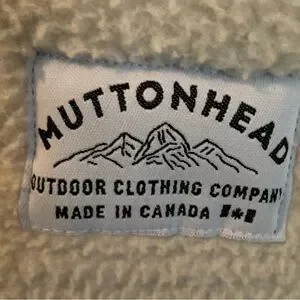 MUTTONHEAD
OUTDOOR CLOTHING COMPANY
MADE IN CANADA